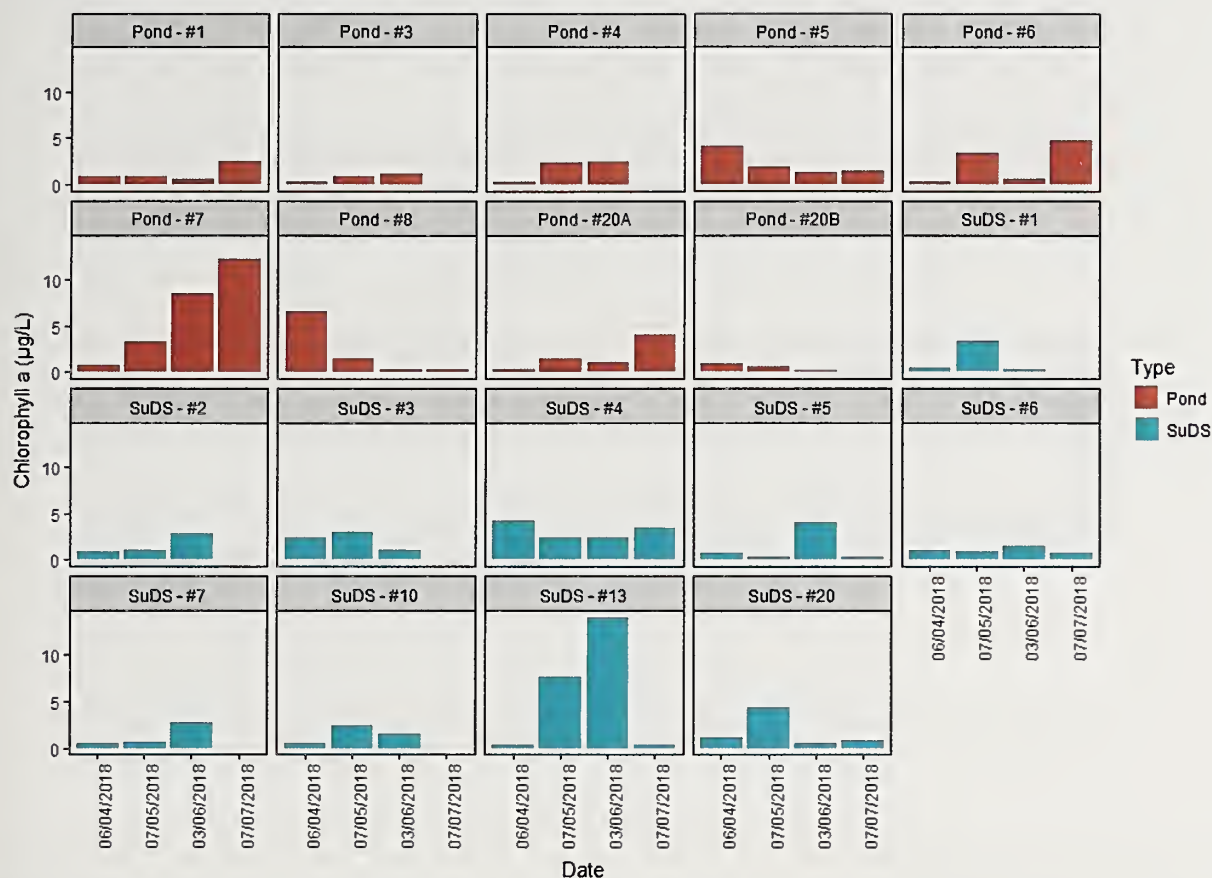 Pond - #1 Pond - #3 Pond - #4 Pond - #5 Pond - #6
10
5
0
Pond - #7 Pond - #8 Pond - #20A Pond - #20B SuDS - #1
10
5
0
Chlorophyll a (µg/L)
Type
Pond
SuDS
SuDS - #2 SuDS - #3 SuDS - #4 SuDS - #5 SuDS - #6
10
5
0
06/04/2018 07/05/2018 03/06/2018 07/07/2018
SuDS - #7 SuDS - #10 SuDS - #13 SuDS - #20
10
5
0
06/04/2018 07/05/2018 03/06/2018 07/07/2018 06/04/2018 07/05/2018 03/06/2018 07/07/2018 06/04/2018 07/05/2018 03/06/2018 07/07/2018 06/04/2018 07/05/2018 03/06/2018 07/07/2018
Date